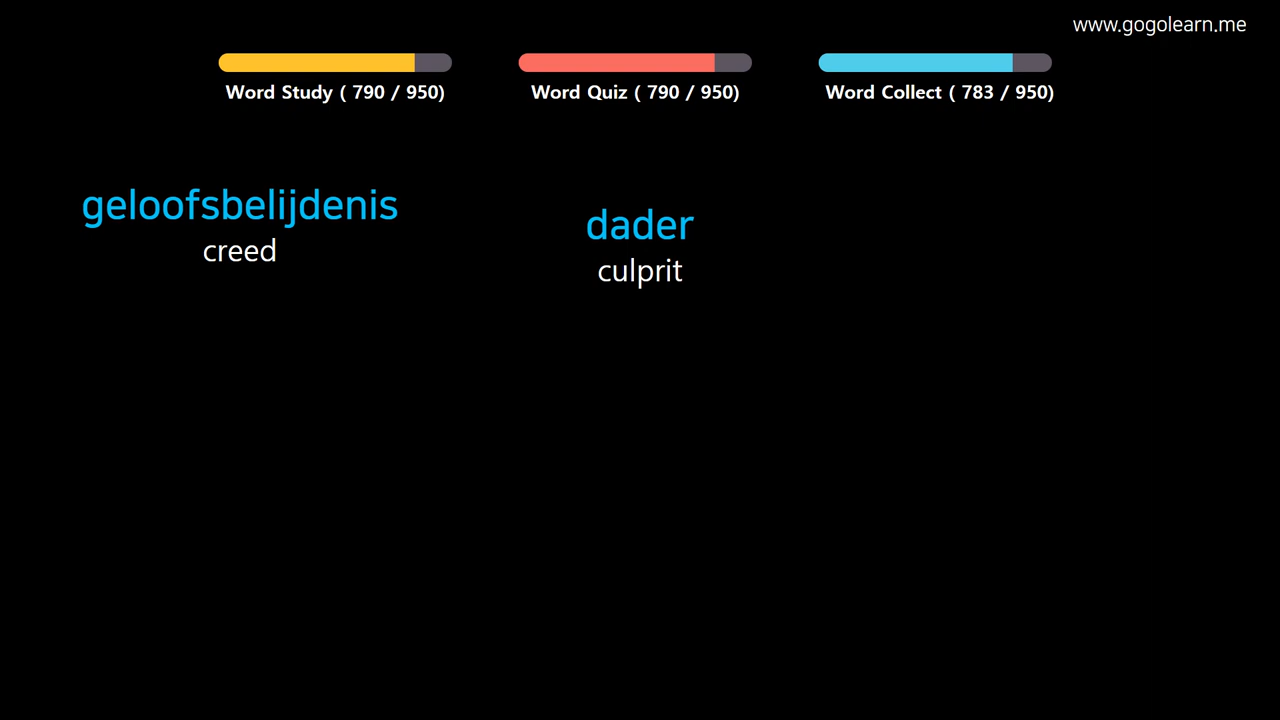 www.gogolearn.me
Word Study ( 790 / 950)
Word Quiz ( 790 / 950)
Word Collect ( 783 / 950)
geloofsbelijdenis
creed
dader
culprit